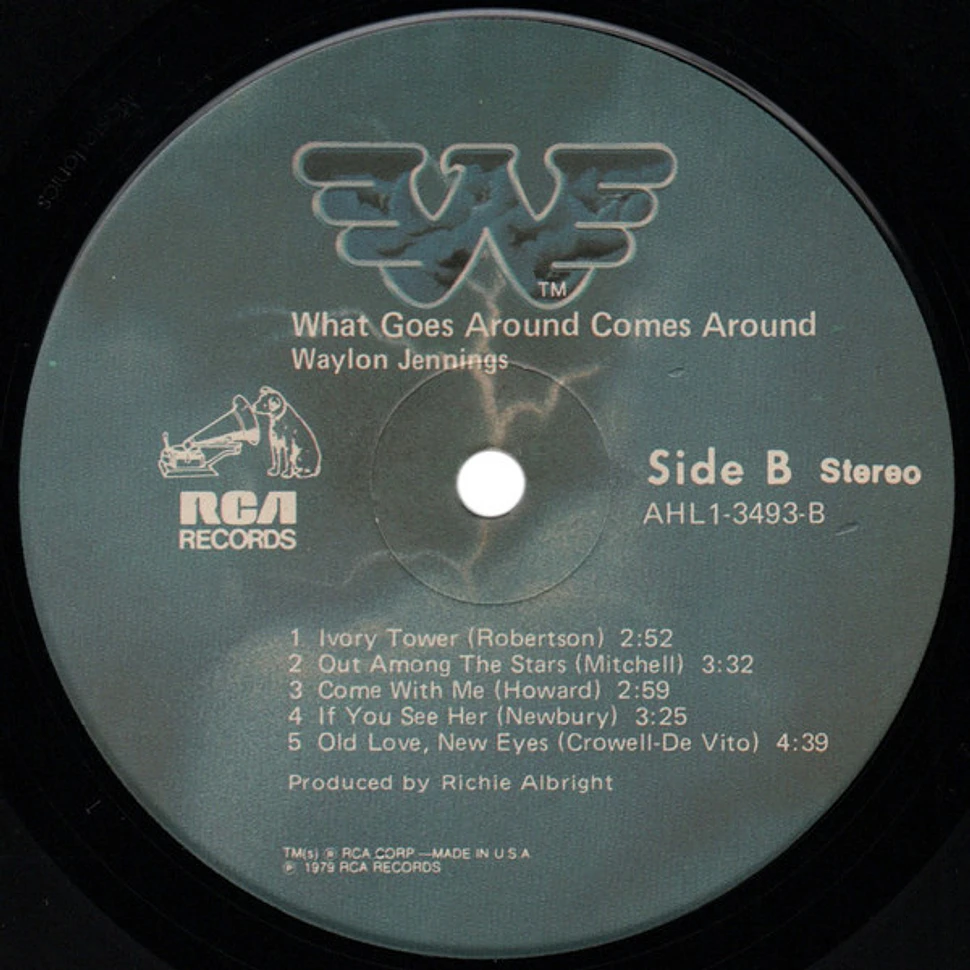 TM
What Goes Around Comes Around
Waylon Jennings
RCA
RECORDS
Side B Stereo
AHL1-3493-B
1 Ivory Tower (Robertson) 2:52
2 Out Among The Stars (Mitchell) 3:32
3 Come With Me (Howard) 2:59
4 If You See Her (Newbury) 3:25
5 Old Love, New Eyes (Crowell-De Vito) 4:39
Produced by Richie Albright
TM(s) ® RCA CORP —MADE IN U S A
℗ 1979 RCA RECORDS